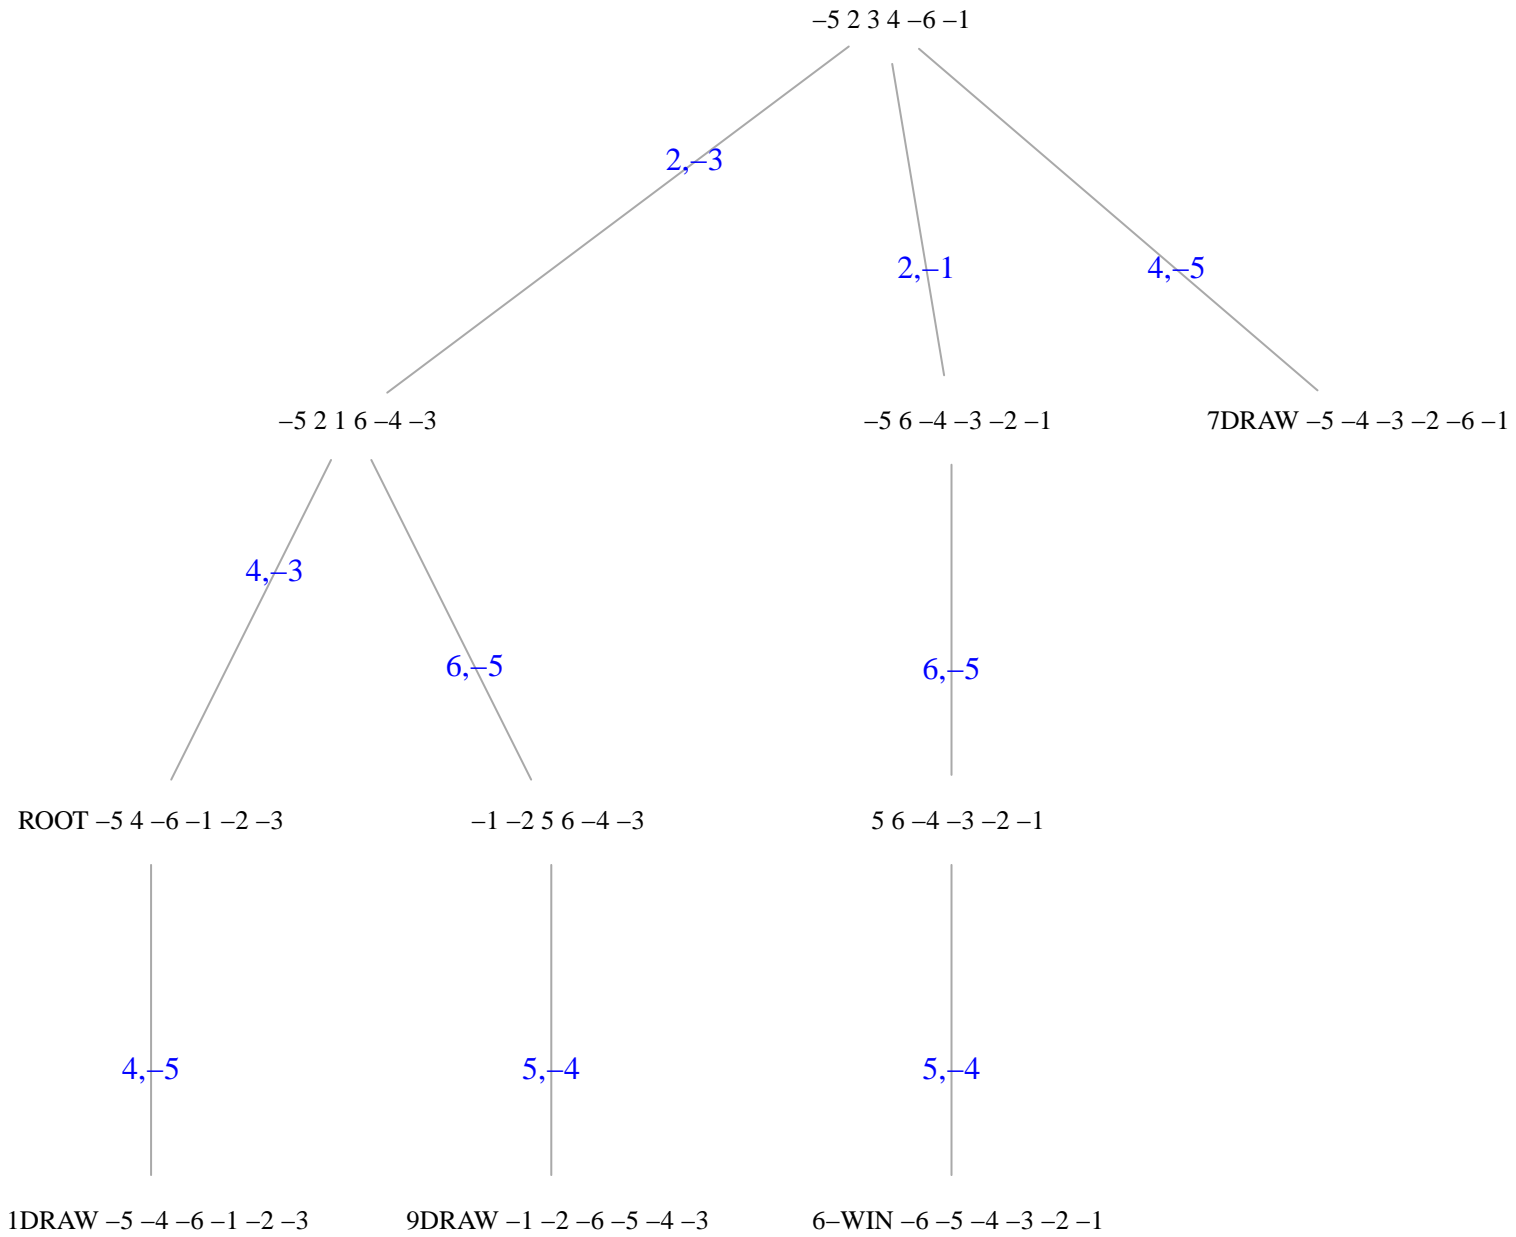 –5 2 3 4 –6 –1
2,–3
2,–1
4,–5
–5 2 1 6 –4 –3
–5 6 –4 –3 –2 –1
7DRAW –5 –4 –3 –2 –6 –1
4,–3
6,–5
6,–5
ROOT –5 4 –6 –1 –2 –3
–1 –2 5 6 –4 –3
5 6 –4 –3 –2 –1
4,–5
5,–4
5,–4
1DRAW –5 –4 –6 –1 –2 –3
9DRAW –1 –2 –6 –5 –4 –3
6–WIN –6 –5 –4 –3 –2 –1